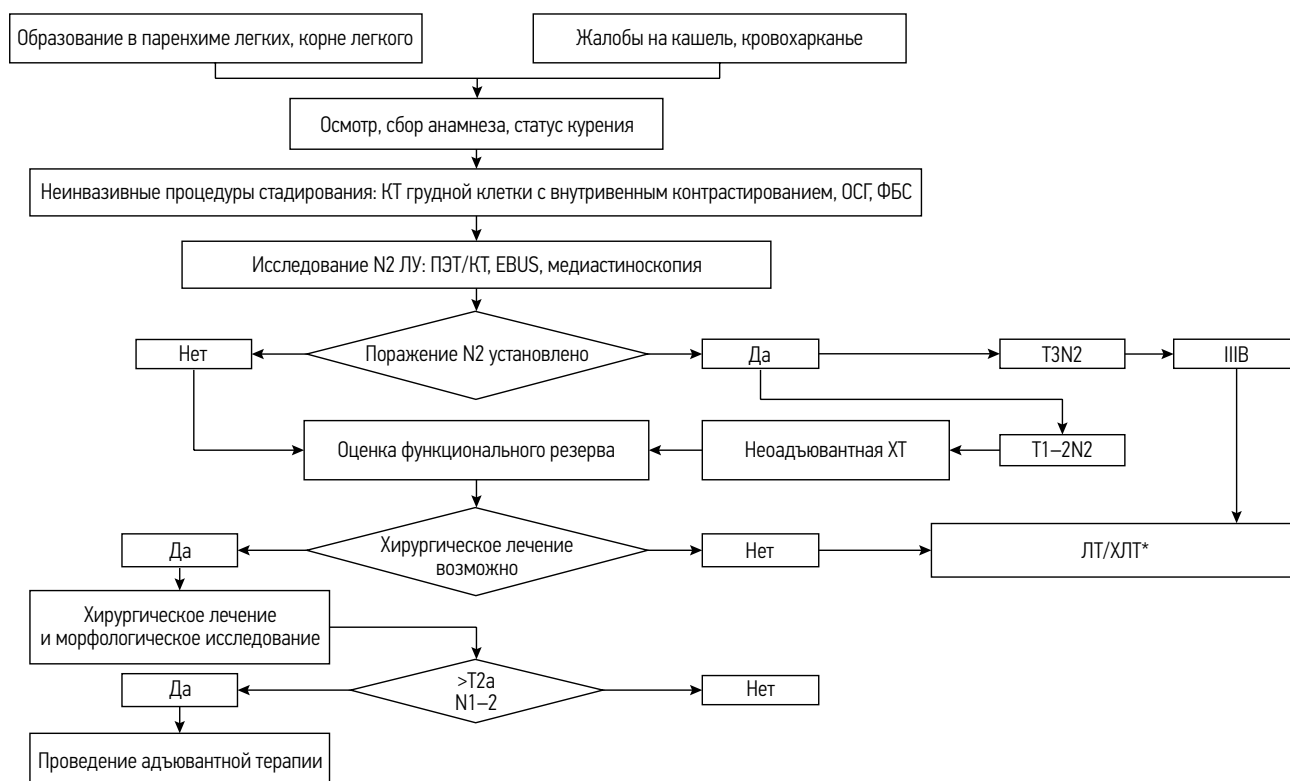 Образование в паренхиме легких, корне легкого
Жалобы на кашель, кровохарканье
Осмотр, сбор анамнеза, статус курения
Неинвазивные процедуры стадирования: КТ грудной клетки с внутривенным контрастированием, ОСГ, ФБС
Исследование N2 ЛУ: ПЭТ/КТ, EBUS, медиастиноскопия
Нет
Поражение N2 установлено
Да
T3N2
IIIB
Оценка функционального резерва
Неоадъювантная ХТ
T1–2N2
Да
Хирургическое лечение
возможно
Нет
ЛТ/ХЛТ*
Хирургическое лечение
и морфологическое исследование
Да
>T2a
N1–2
Нет
Проведение адъювантной терапии